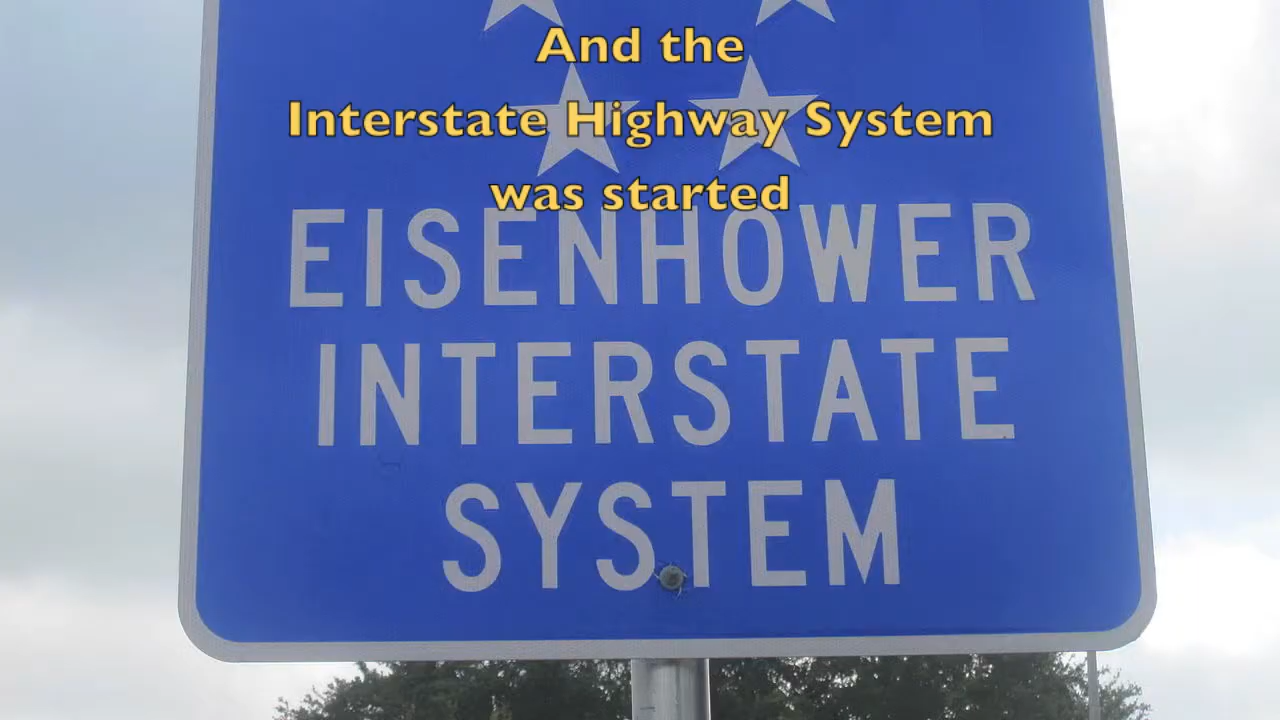 And the
Interstate Highway System
was started
EISENHOWER
INTERSTATE
SYSTEM